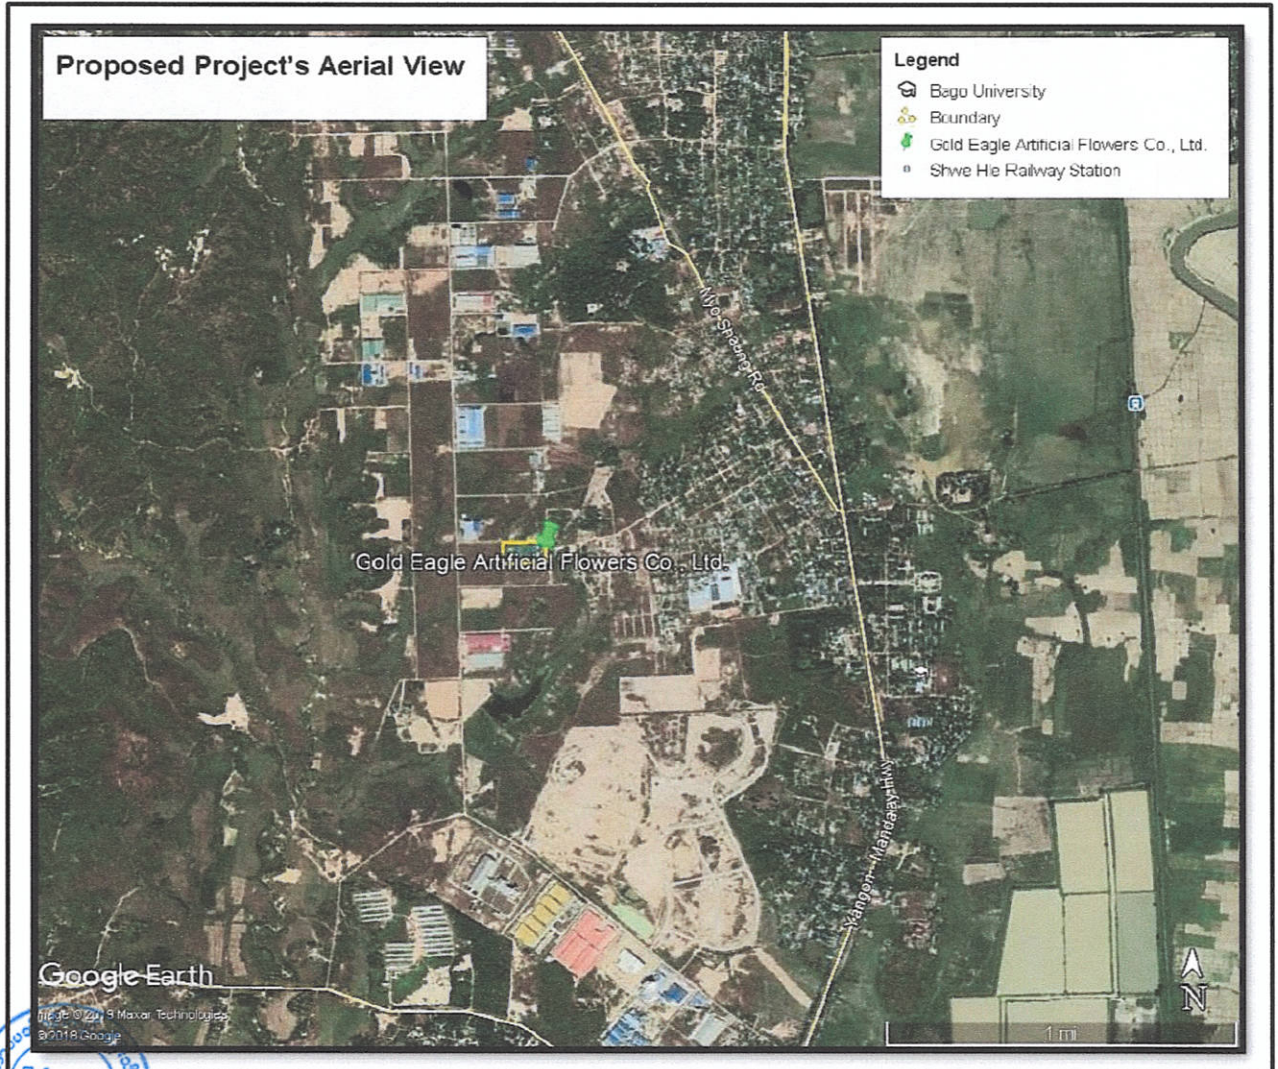 Proposed Project's Aerial View
Legend
Bago University
Boundary
Gold Eagle Artificial Flowers Co., Ltd.
Shwe Hle Railway Station
Myo Shaung Rd
R
Gold Eagle Artificial Flowers Co., Ltd.
Yangon - Mandalay Hwy
Google Earth
Image © 2019 Maxar Technologies
© 2018 Google
N
1 mi